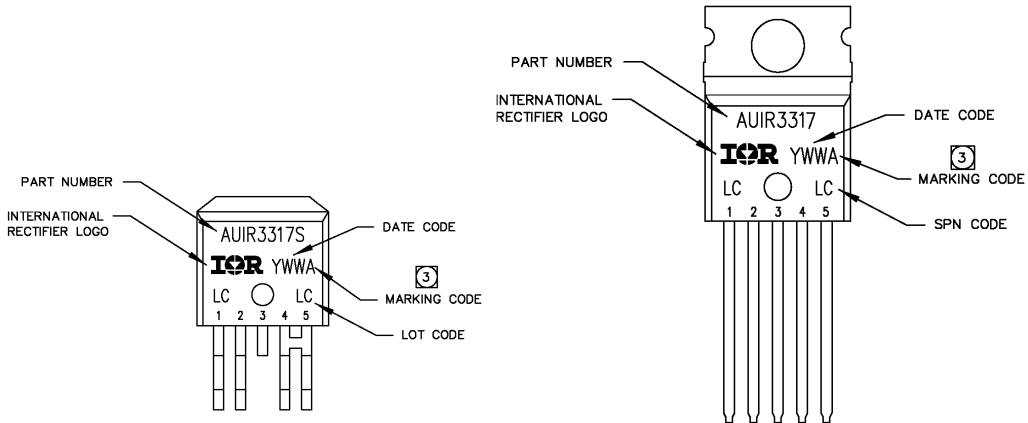 PART NUMBER
INTERNATIONAL
RECTIFIER LOGO
AUIR3317S
IOR YWWA
LC LC
1 2 3 4 5
DATE CODE
3
MARKING CODE
LOT CODE
PART NUMBER
INTERNATIONAL
RECTIFIER LOGO
AUIR3317
IOR YWWA
LC LC
1 2 3 4 5
DATE CODE
3
MARKING CODE
SPN CODE